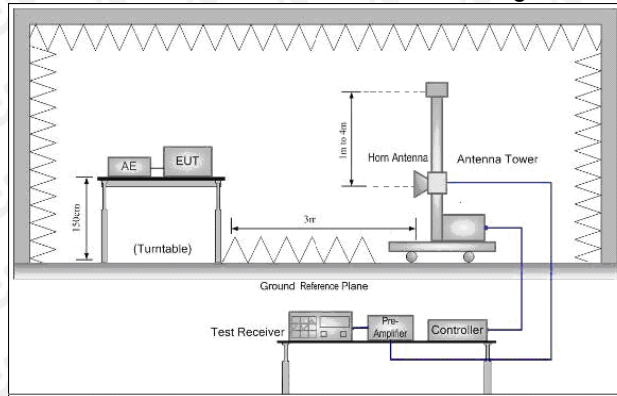 1m to 4m
Horn Antenna
Antenna Tower
AE
EUT
150cm
(Turntable)
3m
Ground Reference Plane
Test Receiver
Pre-
Amplifier
Controller